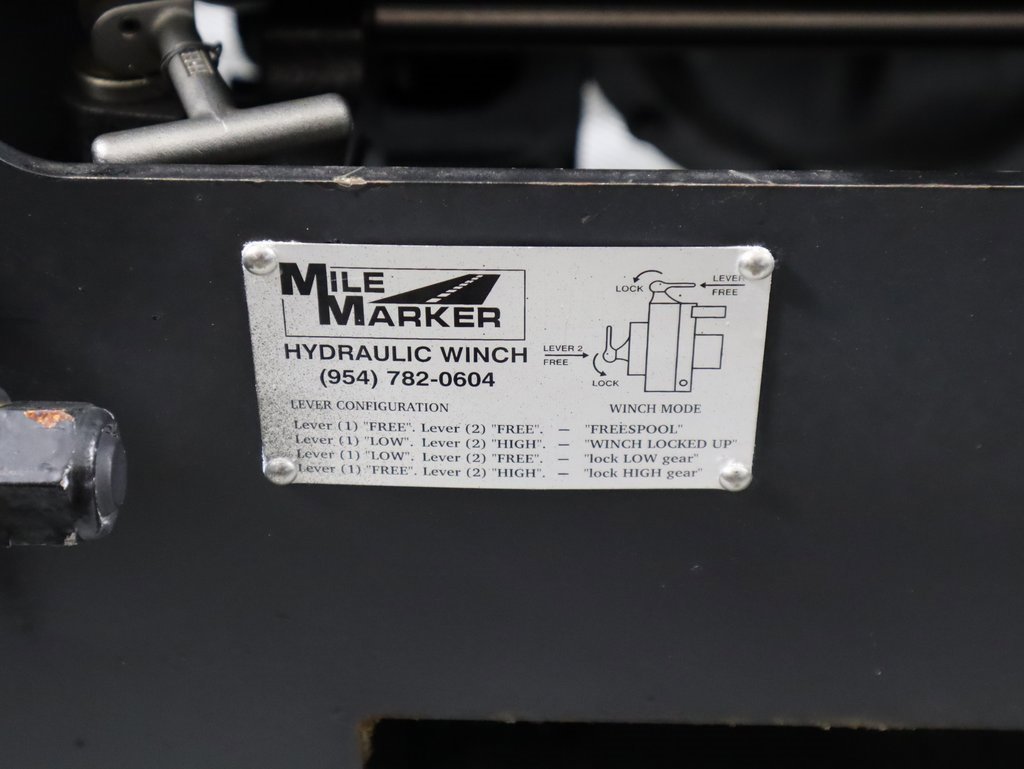 MILE
MARKER
HYDRAULIC WINCH
(954) 782-0604
LOCK
LEVER
FREE
LEVER 2
FREE
LOCK
LEVER CONFIGURATION WINCH MODE
Lever (1) "FREE". Lever (2) "FREE". – "FREESPOOL"
Lever (1) "LOW". Lever (2) "HIGH". – "WINCH LOCKED UP"
Lever (1) "LOW". Lever (2) "FREE". – "lock LOW gear"
Lever (1) "FREE". Lever (2) "HIGH". – "lock HIGH gear"